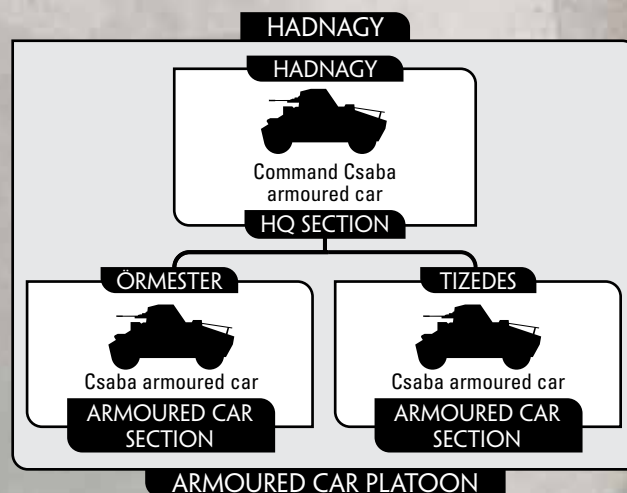 HADNAGY
HADNAGY
Command Csaba
armoured car
HQ SECTION
ÖRMESTER
Csaba armoured car
ARMOURED CAR
SECTION
TIZEDES
Csaba armoured car
ARMOURED CAR
SECTION
ARMOURED CAR PLATOON